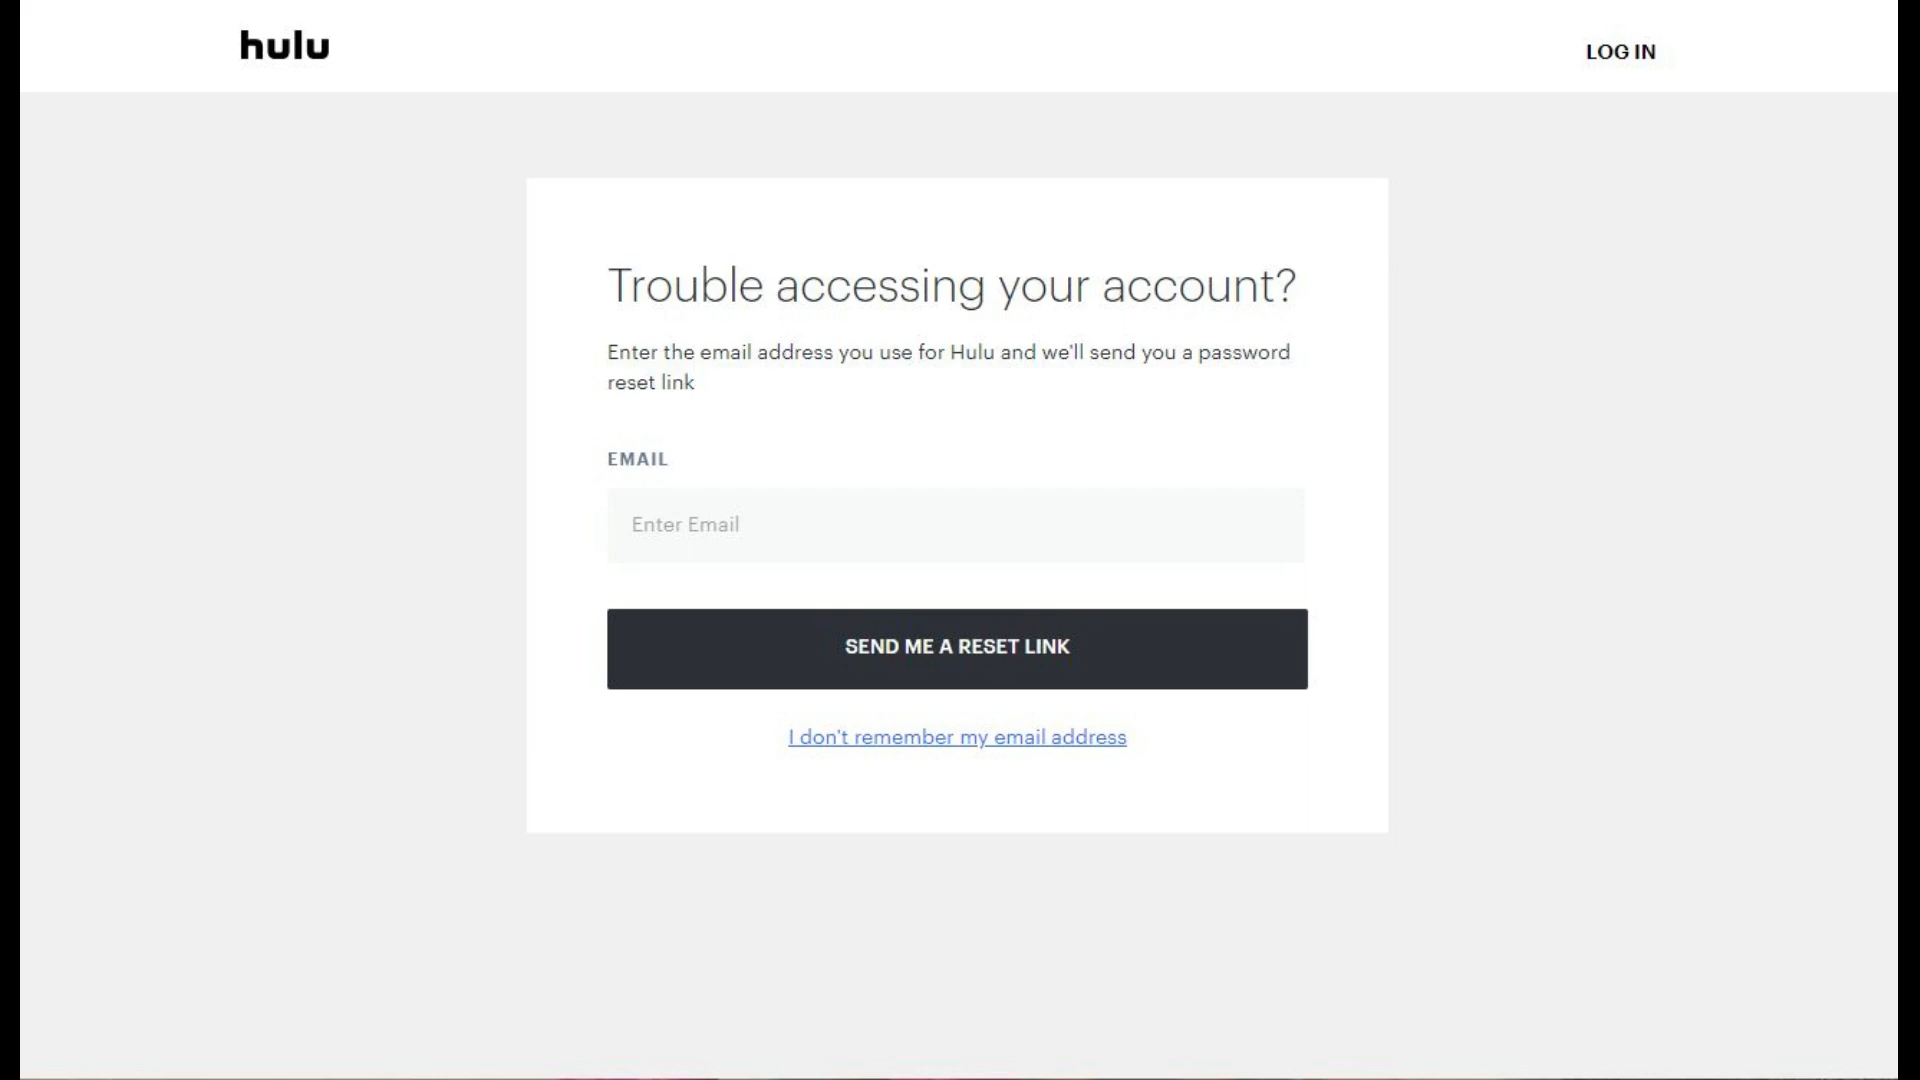 hulu
LOG IN
Trouble accessing your account?
Enter the email address you use for Hulu and we'll send you a password
reset link
EMAIL
Enter Email
SEND ME A RESET LINK
I don't remember my email address